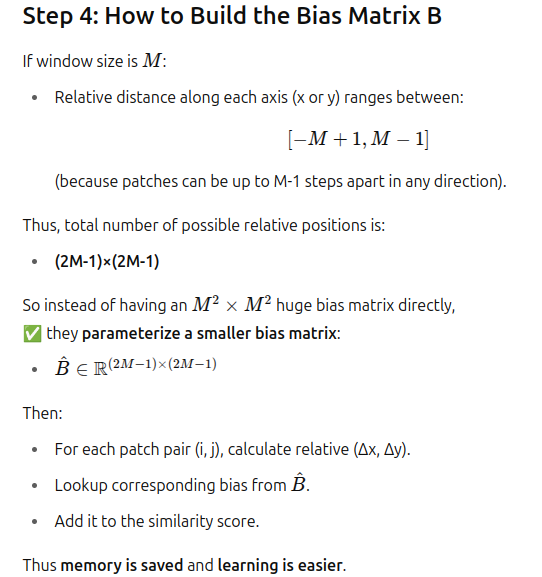 Step 4: How to Build the Bias Matrix B
If window size is M:
• Relative distance along each axis (x or y) ranges between:
[−M + 1, M − 1]
(because patches can be up to M-1 steps apart in any direction).
Thus, total number of possible relative positions is:
• (2M-1)×(2M-1)
So instead of having an M² × M² huge bias matrix directly,
✅ they parameterize a smaller bias matrix:
• B̂ ∈ ℝ^(2M−1)×(2M−1)
Then:
• For each patch pair (i, j), calculate relative (Δx, Δy).
• Lookup corresponding bias from B̂.
• Add it to the similarity score.
Thus memory is saved and learning is easier.